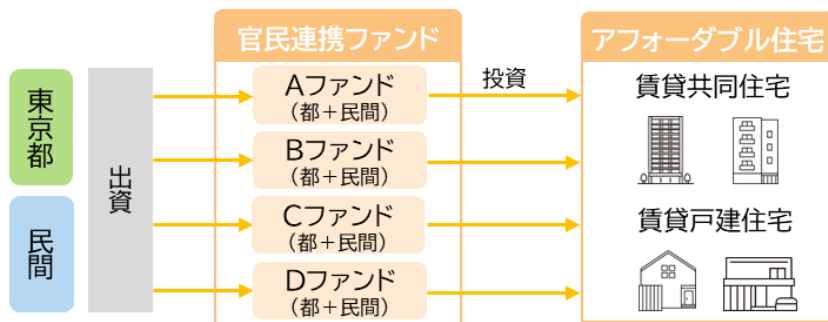 官民連携ファンド
アフォーダブル住宅
東京都
民間
出資
Aファンド
(都+民間)
Bファンド
(都+民間)
Cファンド
(都+民間)
Dファンド
(都+民間)
投資
賃貸共同住宅
賃貸戸建住宅